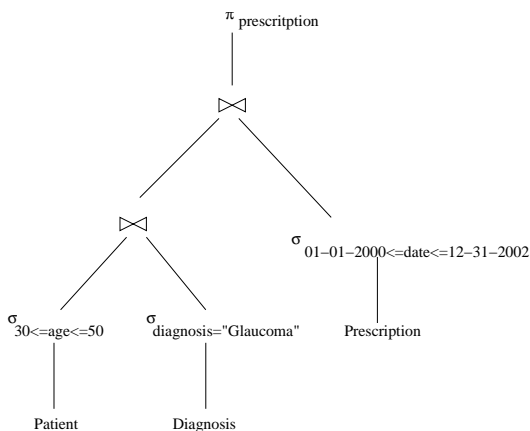 π prescritption
⋈
⋈
σ 01−01−2000<=date<=12−31−2002
σ 30<=age<=50
σ diagnosis="Glaucoma"
Prescription
Patient
Diagnosis